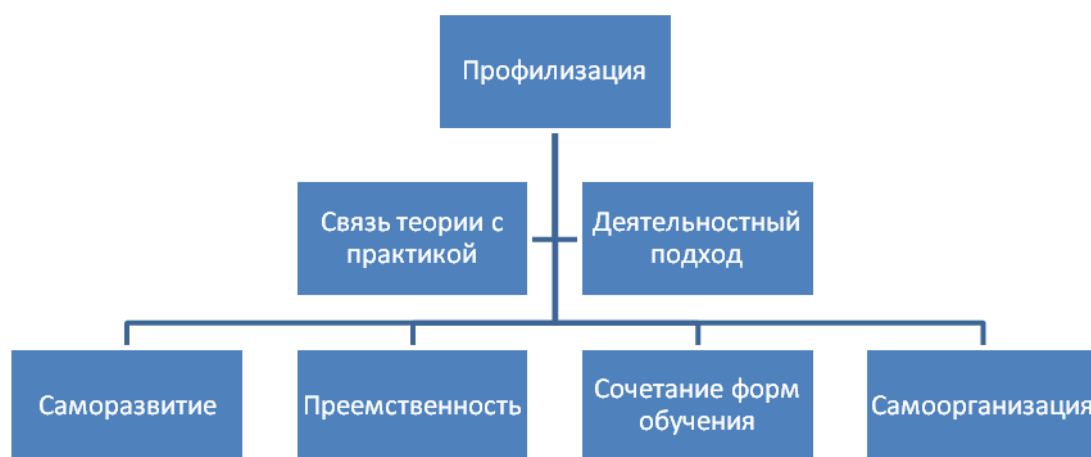 Профилизация
Связь теории с
практикой
Деятельностный
подход
Саморазвитие
Преемственность
Сочетание форм
обучения
Самоорганизация